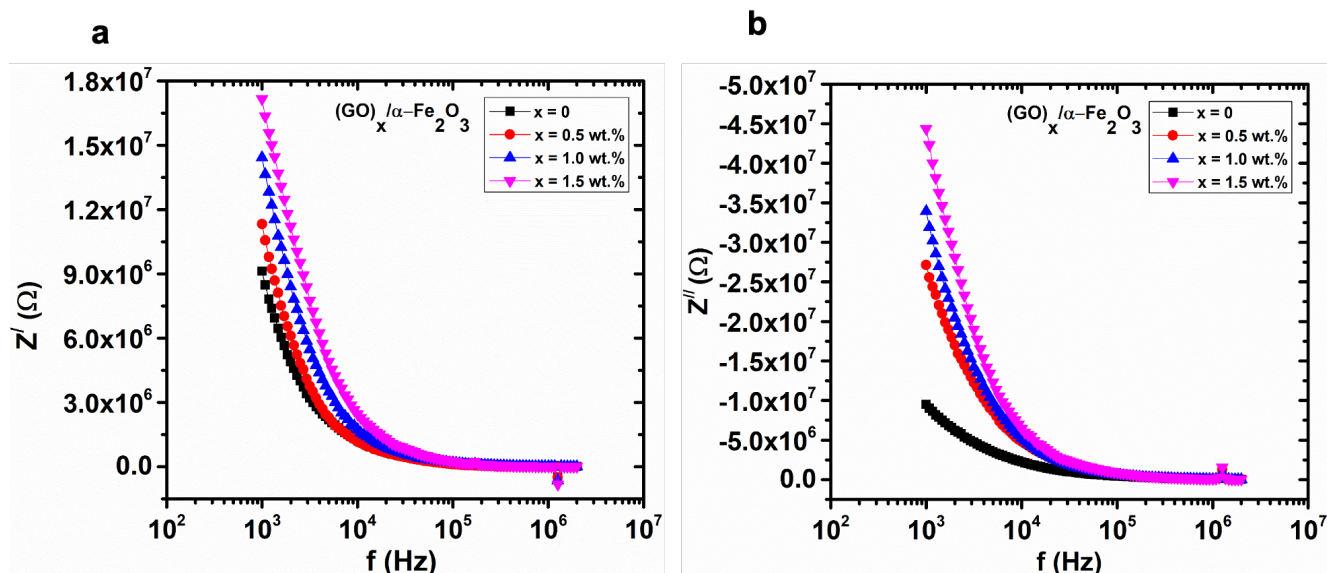 a
(GO)x/α–Fe2O3
x = 0
x = 0.5 wt.%
x = 1.0 wt.%
x = 1.5 wt.%
1.8x10^7
1.5x10^7
1.2x10^7
9.0x10^6
6.0x10^6
3.0x10^6
0.0
Z/ (Ω)
10^2
10^3
10^4
10^5
10^6
10^7
f (Hz)
b
(GO)x/α–Fe2O3
x = 0
x = 0.5 wt.%
x = 1.0 wt.%
x = 1.5 wt.%
-5.0x10^7
-4.5x10^7
-4.0x10^7
-3.5x10^7
-3.0x10^7
-2.5x10^7
-2.0x10^7
-1.5x10^7
-1.0x10^7
-5.0x10^6
0.0
Z// (Ω)
10^2
10^3
10^4
10^5
10^6
10^7
f (Hz)